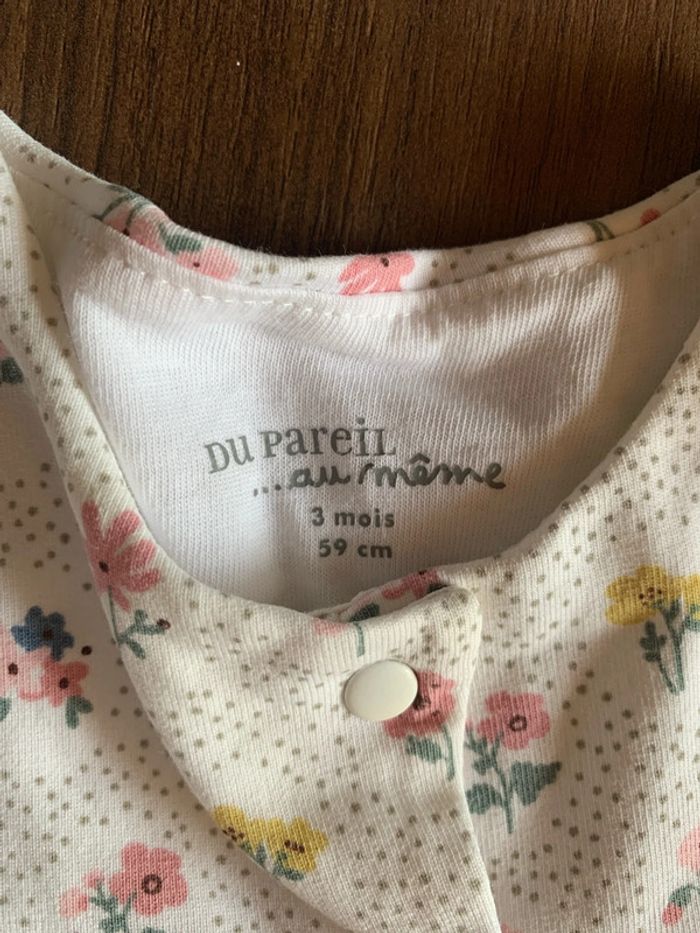 DU PareiL
...au même
3 mois
59 cm